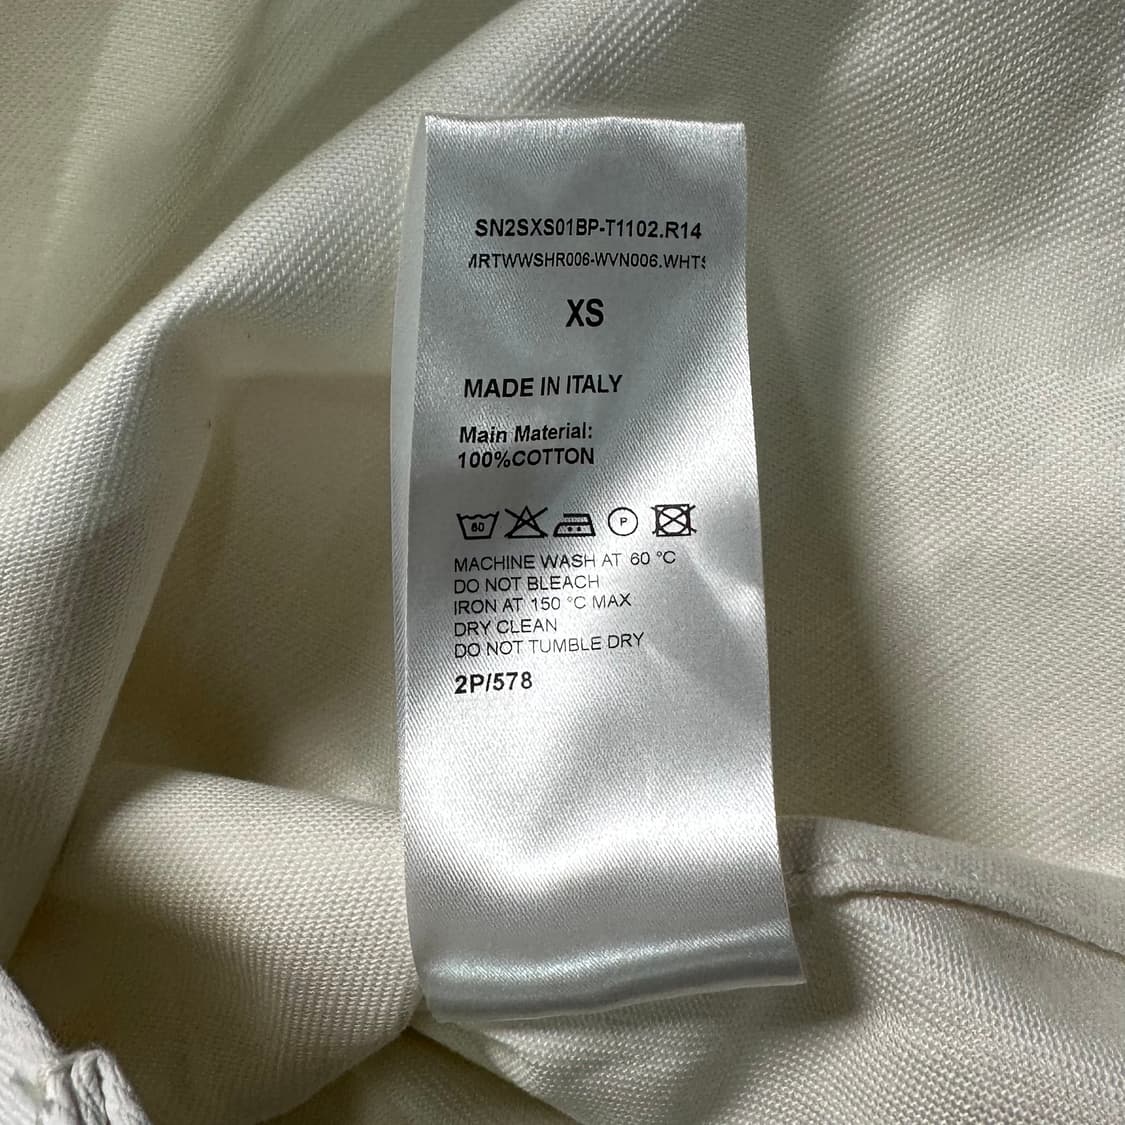 SN2SXS01BP-T1102.R14
MRTWWSHR006-WVN006.WHTS
XS
MADE IN ITALY
Main Material:
100%COTTON
60 P
MACHINE WASH AT 60 °C
DO NOT BLEACH
IRON AT 150 °C MAX
DRY CLEAN
DO NOT TUMBLE DRY
2P/578